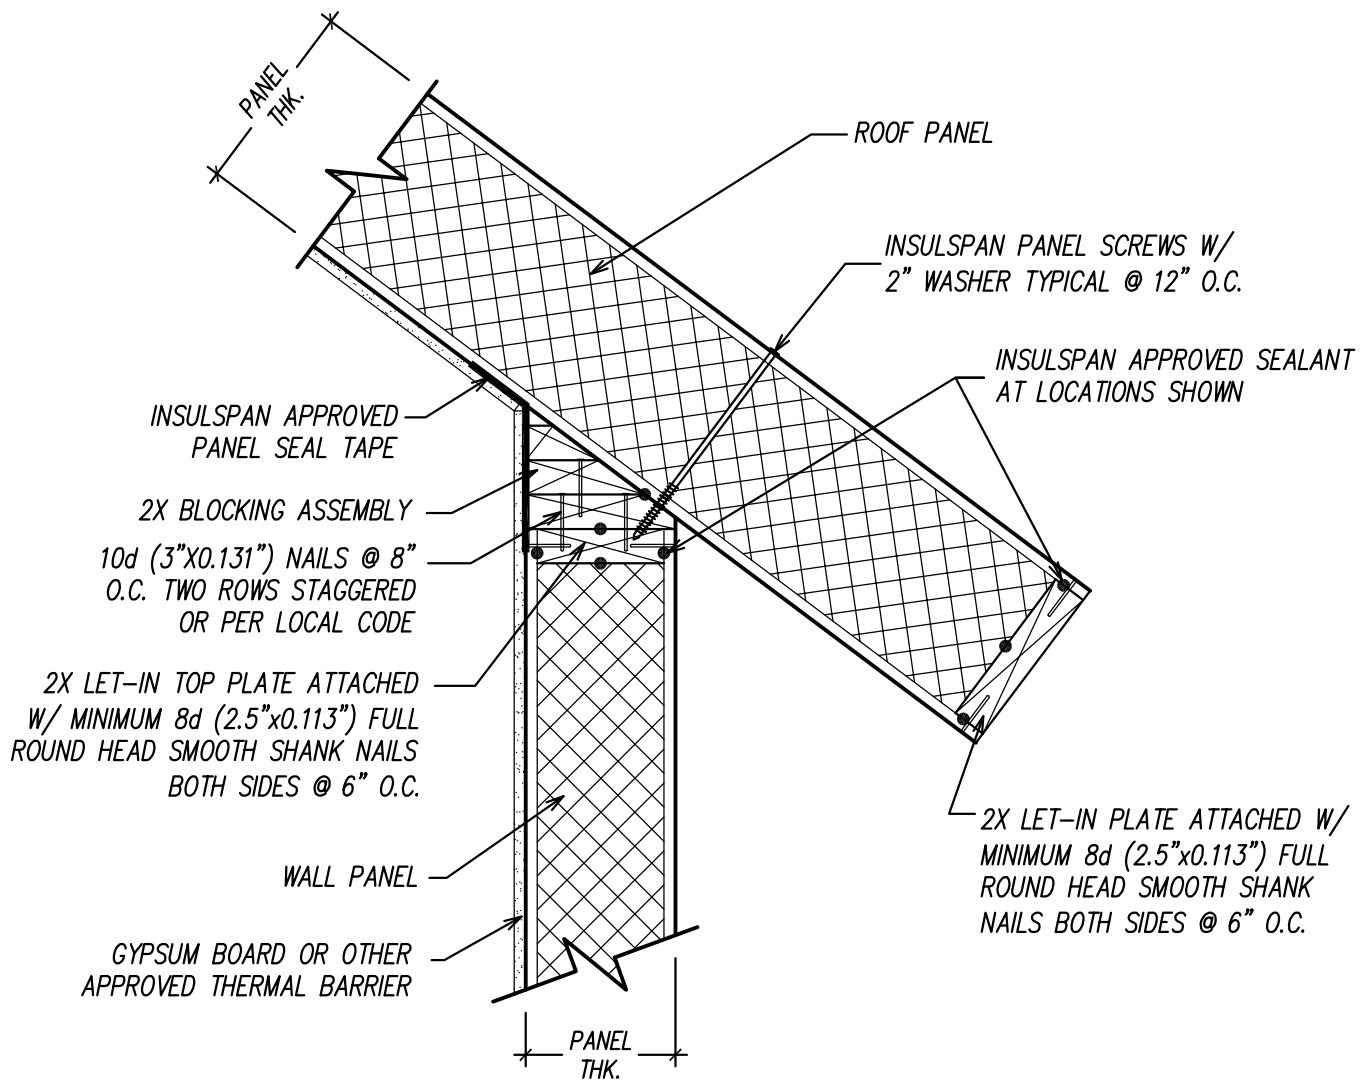 PANEL
THK.
ROOF PANEL
INSULSPAN PANEL SCREWS W/
2" WASHER TYPICAL @ 12" O.C.
INSULSPAN APPROVED SEALANT
AT LOCATIONS SHOWN
INSULSPAN APPROVED
PANEL SEAL TAPE
2X BLOCKING ASSEMBLY
10d (3"X0.131") NAILS @ 8"
O.C. TWO ROWS STAGGERED
OR PER LOCAL CODE
2X LET-IN TOP PLATE ATTACHED
W/ MINIMUM 8d (2.5"x0.113") FULL
ROUND HEAD SMOOTH SHANK NAILS
BOTH SIDES @ 6" O.C.
2X LET-IN PLATE ATTACHED W/
MINIMUM 8d (2.5"x0.113") FULL
ROUND HEAD SMOOTH SHANK
NAILS BOTH SIDES @ 6" O.C.
WALL PANEL
GYPSUM BOARD OR OTHER
APPROVED THERMAL BARRIER
PANEL
THK.